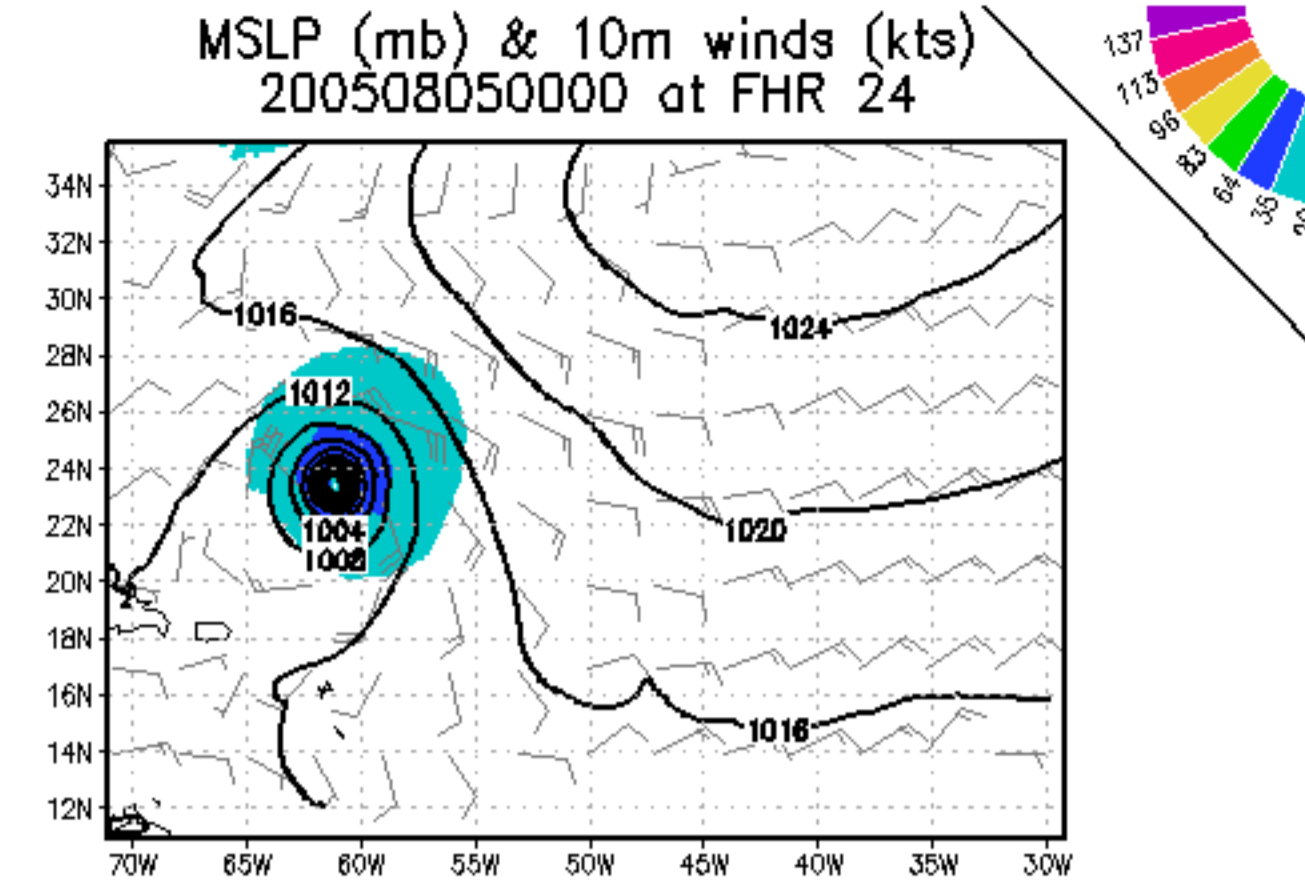 MSLP (mb) & 10m winds (kts)
200508050000 at FHR 24
137
113
96
83
64
35
34N
32N
30N
28N
26N
24N
22N
20N
18N
16N
14N
12N
1016
1024
1012
1004
1008
1020
1016
70W 65W 60W 55W 50W 45W 40W 35W 30W